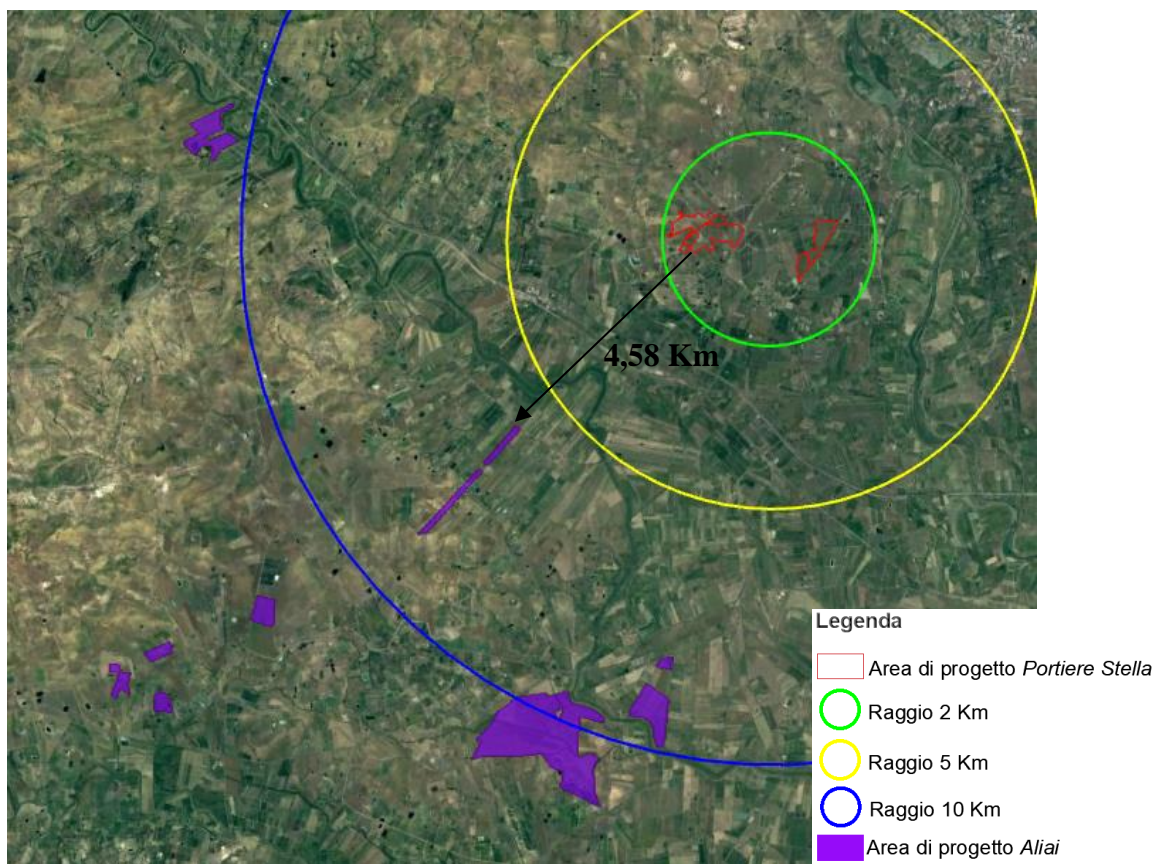 4,58 Km
Legenda
Area di progetto Portiere Stella
Raggio 2 Km
Raggio 5 Km
Raggio 10 Km
Area di progetto Aliai